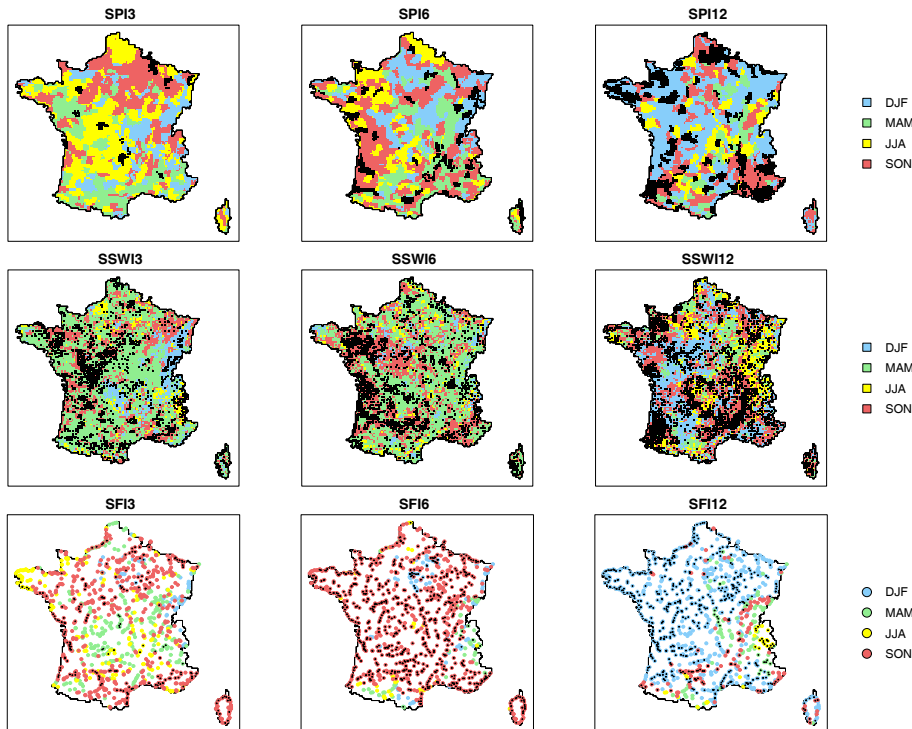 SPI3 SPI6 SPI12
DJF
MAM
JJA
SON
SSWI3 SSWI6 SSWI12
DJF
MAM
JJA
SON
SFI3 SFI6 SFI12
DJF
MAM
JJA
SON